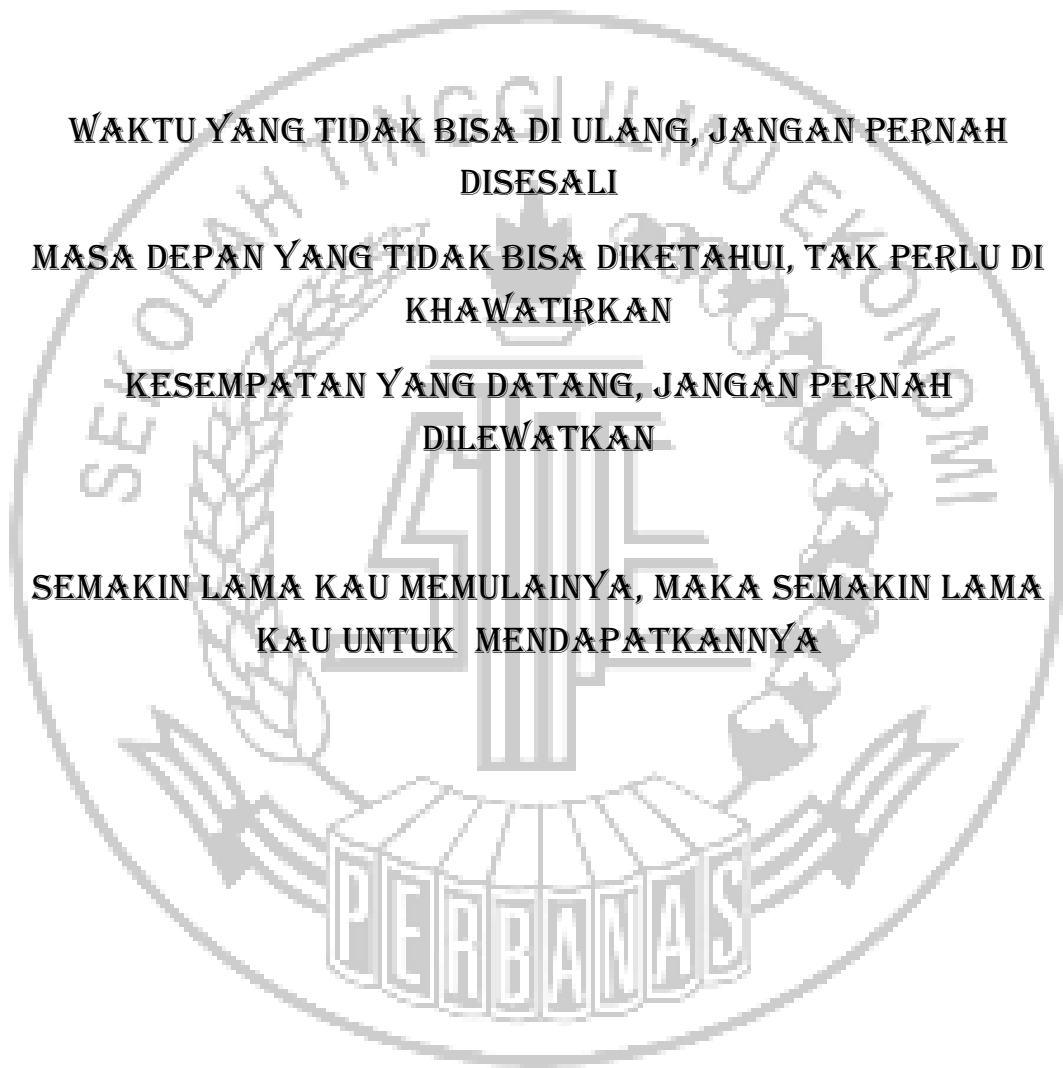 WAKTU YANG TIDAK BISA DI ULANG, JANGAN PERNAH
DISESALI
MASA DEPAN YANG TIDAK BISA DIKETAHUI, TAK PERLU DI
KHAWATIRKAN
KESEMPATAN YANG DATANG, JANGAN PERNAH
DILEWATKAN
SEMAKIN LAMA KAU MEMULAINYA, MAKA SEMAKIN LAMA
KAU UNTUK MENDAPATKANNYA
SEKOLAH TINGGI ILMU EKONOMI
PERBANAS